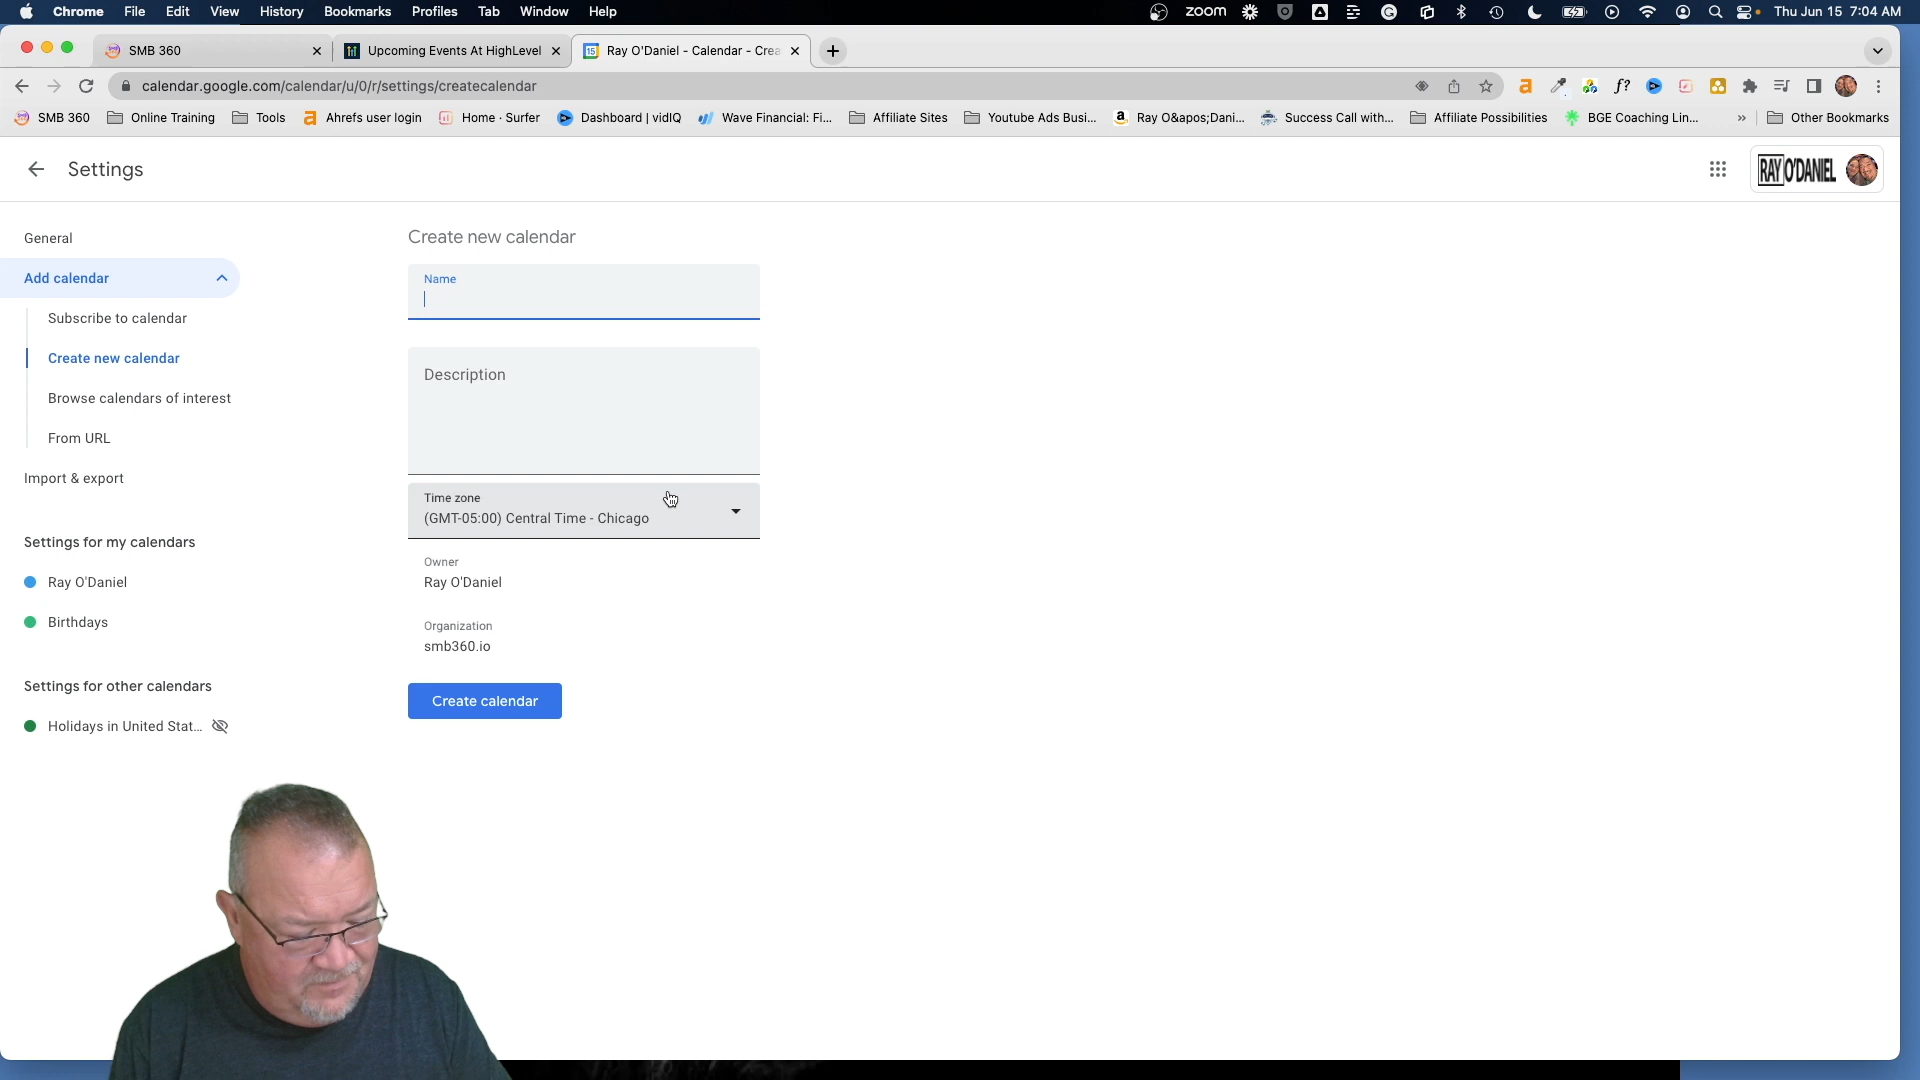 Chrome File Edit View History Bookmarks Profiles Tab Window Help zoom Thu Jun 15 7:04 AM
SMB 360 Upcoming Events At HighLevel Ray O'Daniel - Calendar - Crea
calendar.google.com/calendar/u/0/r/settings/createcalendar
SMB 360 Online Training Tools Ahrefs user login Home · Surfer Dashboard | vidIQ Wave Financial: Fi... Affiliate Sites Youtube Ads Busi... Ray O&apos;Dani... Success Call with... Affiliate Possibilities BGE Coaching Lin... » Other Bookmarks
Settings
RAY O'DANIEL
General
Add calendar
Subscribe to calendar
Create new calendar
Browse calendars of interest
From URL
Import & export
Settings for my calendars
Ray O'Daniel
Birthdays
Settings for other calendars
Holidays in United Stat...
Create new calendar
Name
Description
Time zone
(GMT-05:00) Central Time - Chicago
Owner
Ray O'Daniel
Organization
smb360.io
Create calendar